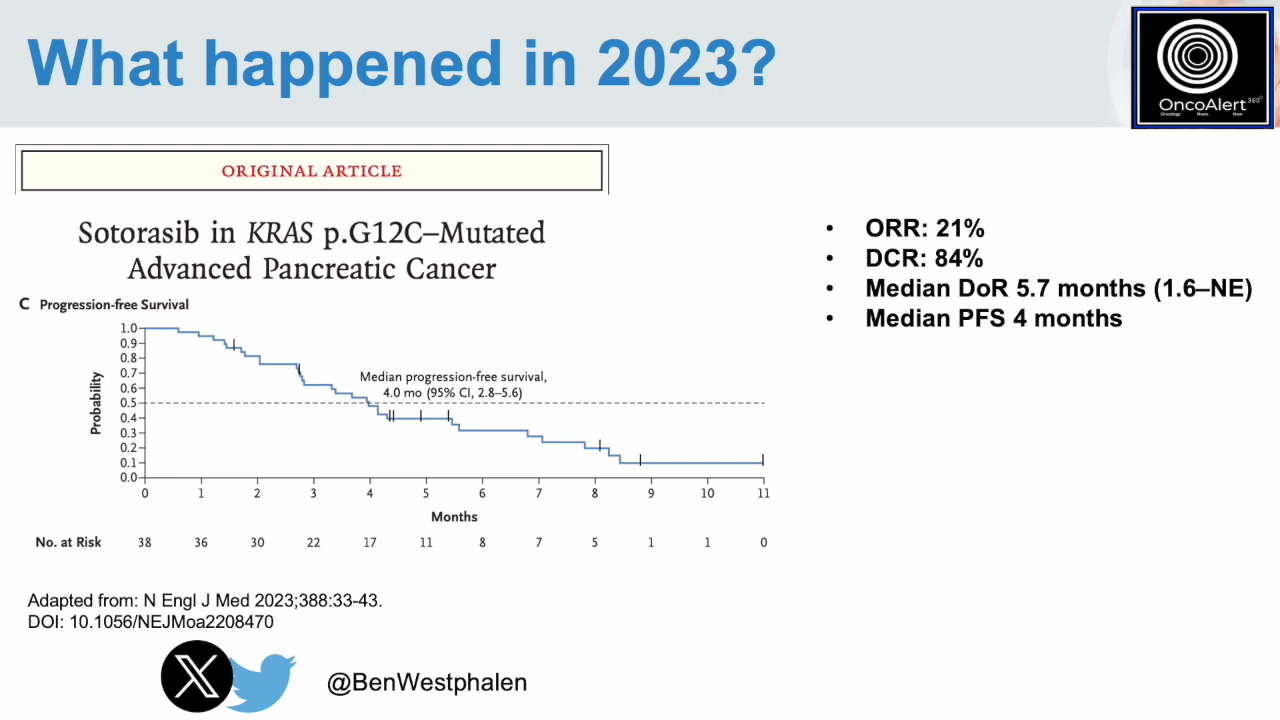 What happened in 2023?
OncoAlert 360°
Oncology News Now
ORIGINAL ARTICLE
Sotorasib in KRAS p.G12C–Mutated
Advanced Pancreatic Cancer
C Progression-free Survival
1.0
0.9
0.8
0.7
0.6
0.5
0.4
0.3
0.2
0.1
0.0
Probability
Median progression-free survival,
4.0 mo (95% CI, 2.8–5.6)
0 1 2 3 4 5 6 7 8 9 10 11
Months
No. at Risk 38 36 30 22 17 11 8 7 5 1 1 0
• ORR: 21%
• DCR: 84%
• Median DoR 5.7 months (1.6–NE)
• Median PFS 4 months
Adapted from: N Engl J Med 2023;388:33-43.
DOI: 10.1056/NEJMoa2208470
@BenWestphalen